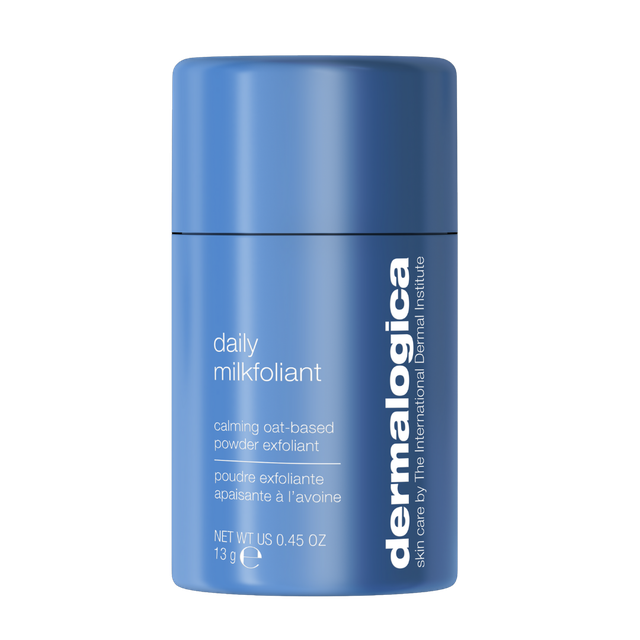 daily
milkfoliant
calming oat-based
powder exfoliant
poudre exfoliante
apaisante à l'avoine
NET WT US 0.45 OZ
13 g ℮
dermalogica
skin care by The International Dermal Institute